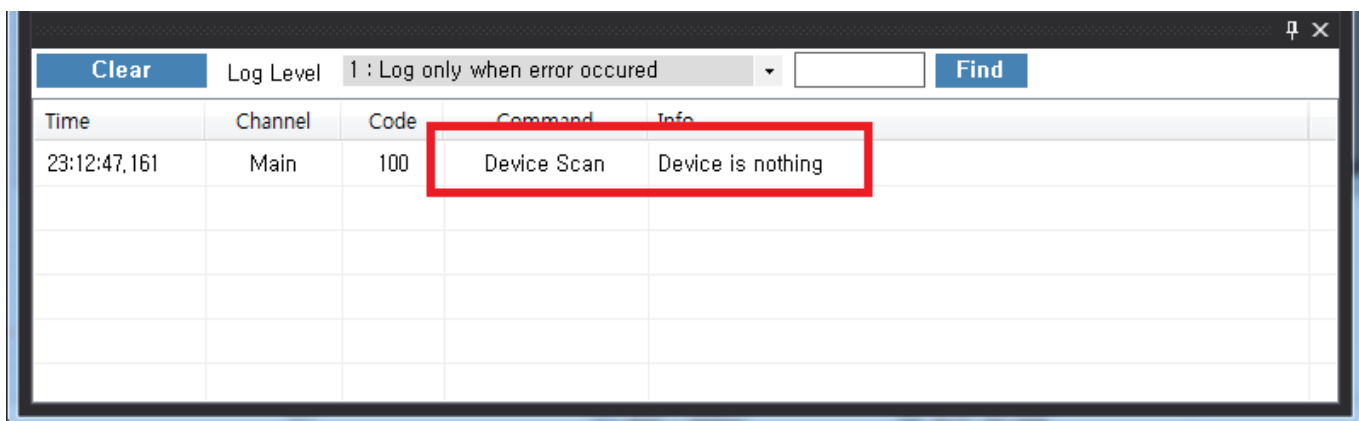 Clear Log Level 1 : Log only when error occured Find
Time Channel Code Command Info
23:12:47,161 Main 100 Device Scan Device is nothing